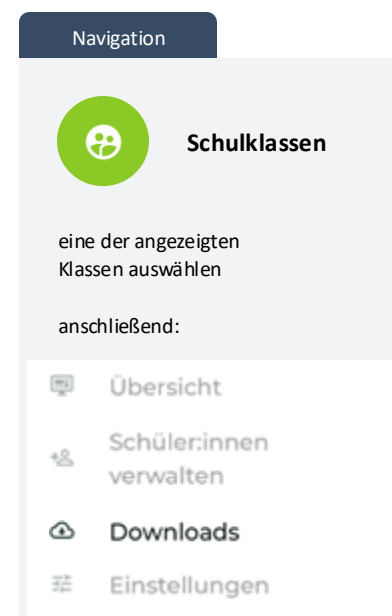 Navigation
Schulklassen
eine der angezeigten
Klassen auswählen
anschließend:
Übersicht
Schüler:innen
verwalten
Downloads
Einstellungen